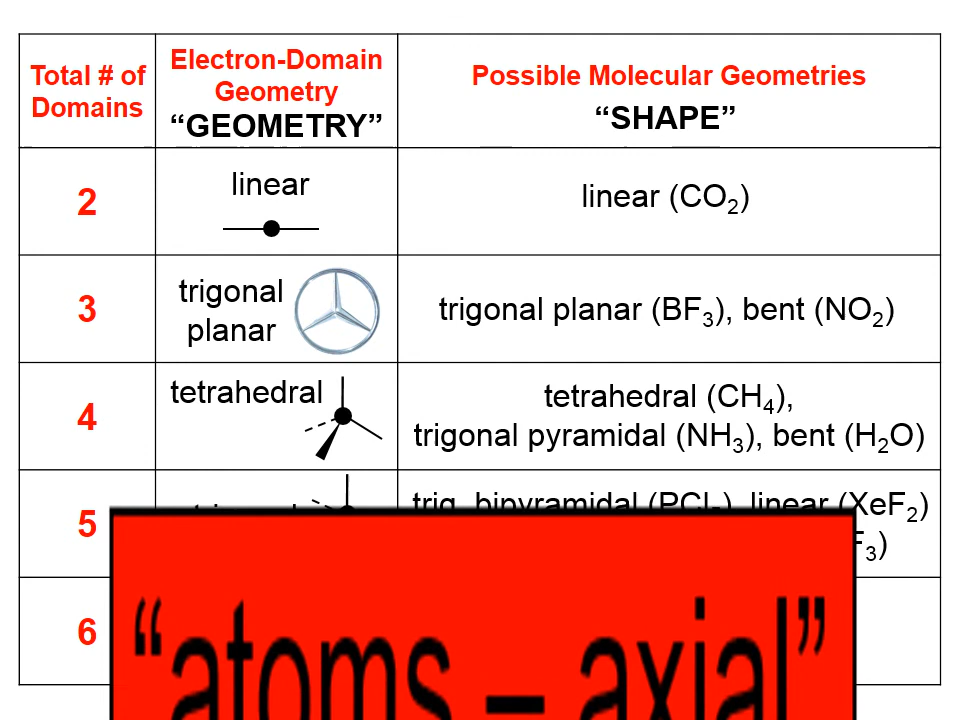 Total # of
Domains
Electron-Domain
Geometry
“GEOMETRY”
Possible Molecular Geometries
“SHAPE”
2
linear
linear (CO₂)
3
trigonal
planar
trigonal planar (BF₃), bent (NO₂)
4
tetrahedral
tetrahedral (CH₄),
trigonal pyramidal (NH₃), bent (H₂O)
5
trig. bipyramidal (PCl linear (XeF₂)
F₃)
6
“atoms – axial”